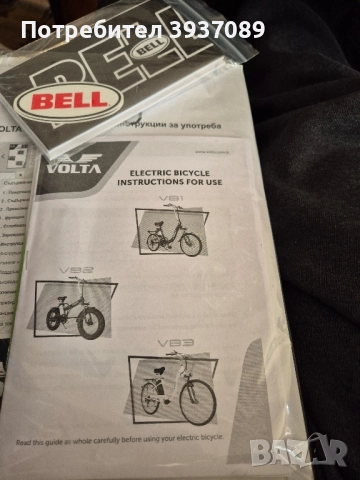 Потребител 3937089
BELL
BELL
VOLTA
инструкции за употреба
VOLTA
ELECTRIC BICYCLE
INSTRUCTIONS FOR USE
VB1
VB2
VB3
Read this guide as whole carefully before using your electric bicycle.
BAZAR